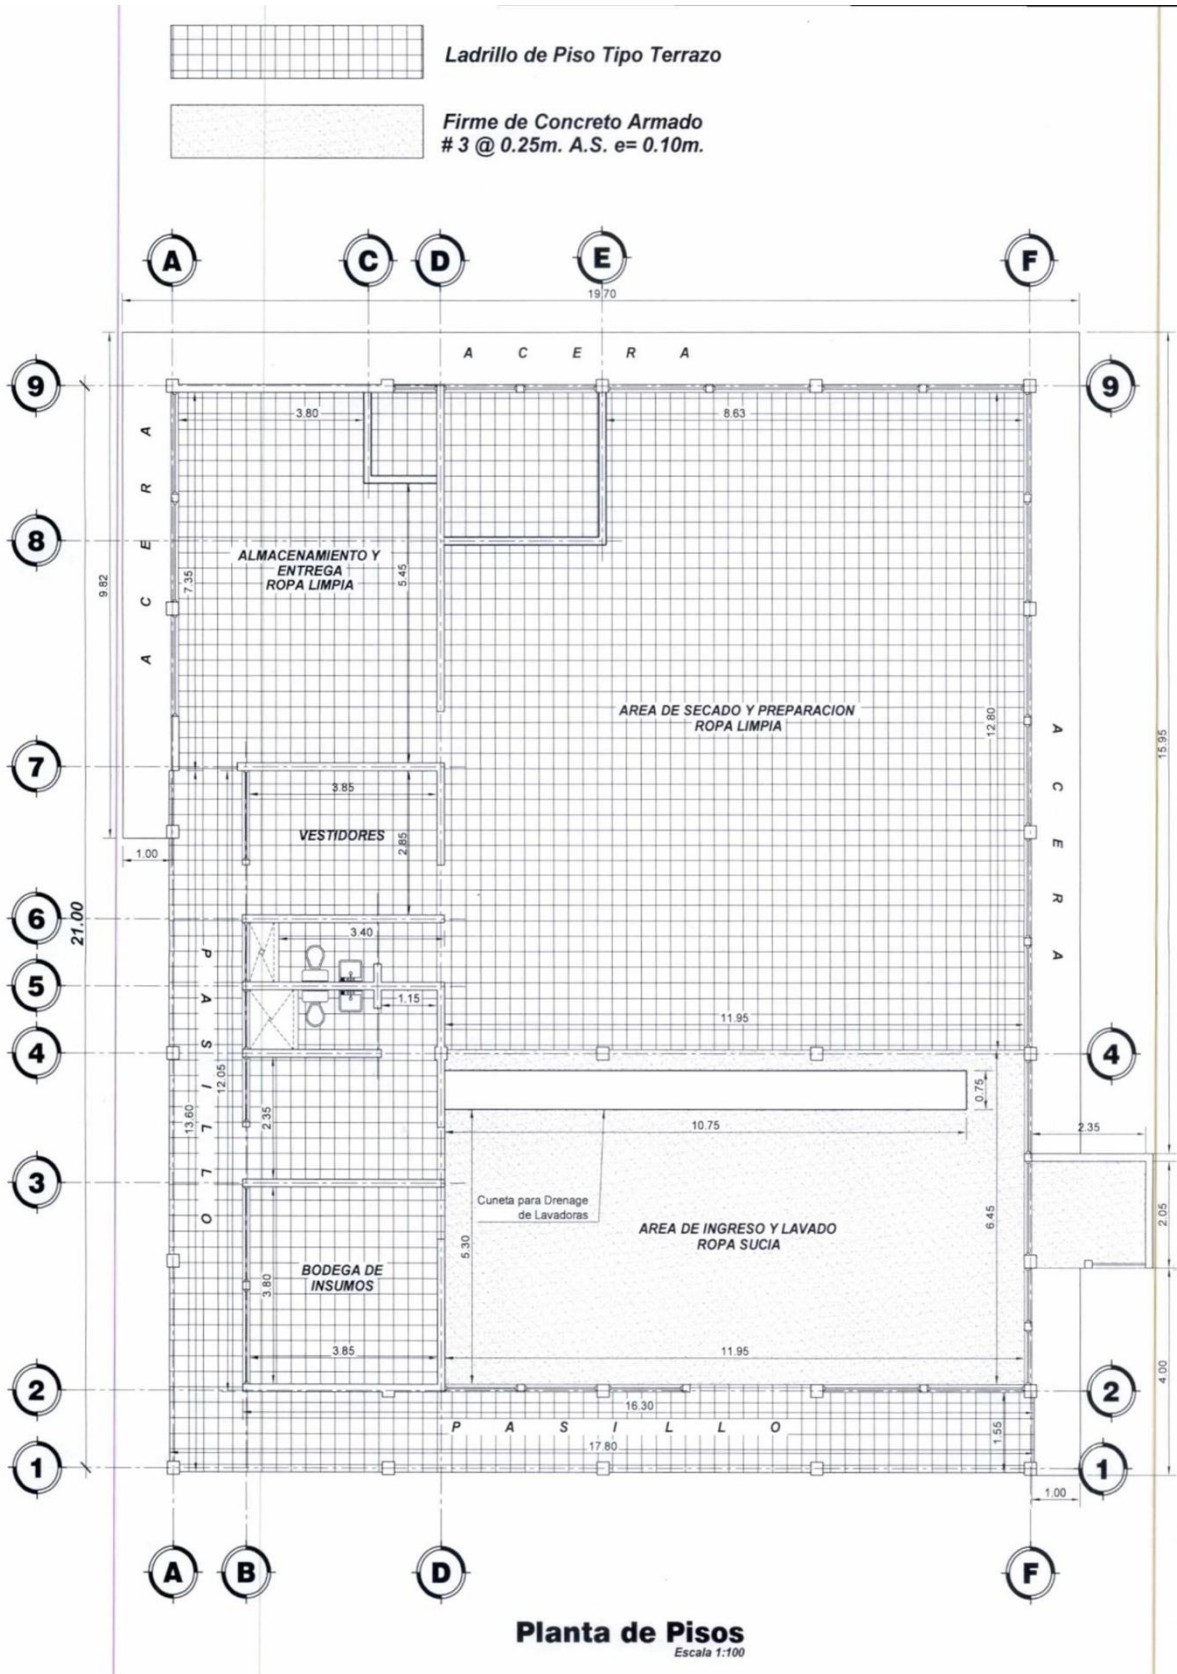 Ladrillo de Piso Tipo Terrazo
Firme de Concreto Armado
# 3 @ 0.25m. A.S. e= 0.10m.
A
C
D
E
F
19.70
ACERA
9
9
3.80
8.63
ACERA
8
ALMACENAMIENTO Y
ENTREGA
ROPA LIMPIA
7.35
5.45
9.82
AREA DE SECADO Y PREPARACION
ROPA LIMPIA
12.80
ACERA
15.95
7
3.85
VESTIDORES
2.85
1.00
6
21.00
3.40
PASILLO
5
1.15
11.95
4
4
12.05
13.60
2.35
0.75
10.75
2.35
3
Cuneta para Drenage
de Lavadoras
5.30
AREA DE INGRESO Y LAVADO
ROPA SUCIA
6.45
2.05
BODEGA DE
INSUMOS
3.80
3.85
11.95
4.00
2
2
16.30
PASILLO
17.80
1.55
1
1
1.00
A
B
D
F
Planta de Pisos
Escala 1:100